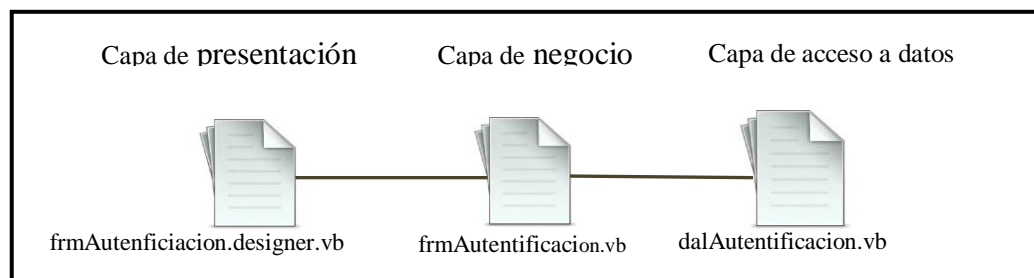 Capa de presentación
Capa de negocio
Capa de acceso a datos
frmAutenficiacion.designer.vb
frmAutentificacion.vb
dalAutentificacion.vb